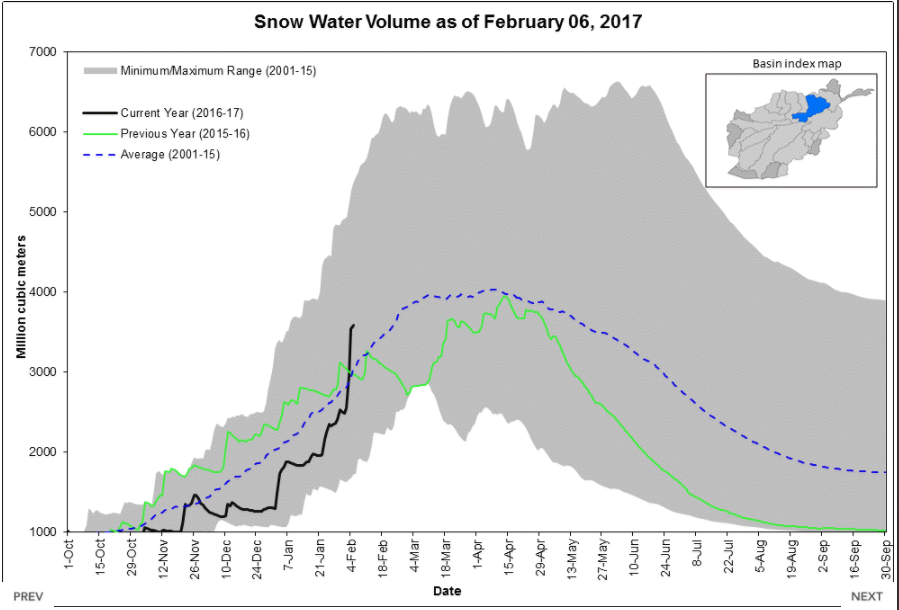 Snow Water Volume as of February 06, 2017
7000
6000
5000
4000
3000
2000
1000
Million cubic meters
Minimum/Maximum Range (2001-15)
Current Year (2016-17)
Previous Year (2015-16)
Average (2001-15)
Basin index map
1-Oct
15-Oct
29-Oct
12-Nov
26-Nov
10-Dec
24-Dec
7-Jan
21-Jan
4-Feb
18-Feb
4-Mar
18-Mar
1-Apr
15-Apr
29-Apr
13-May
27-May
10-Jun
24-Jun
8-Jul
22-Jul
5-Aug
19-Aug
2-Sep
16-Sep
30-Sep
Date
PREV
NEXT